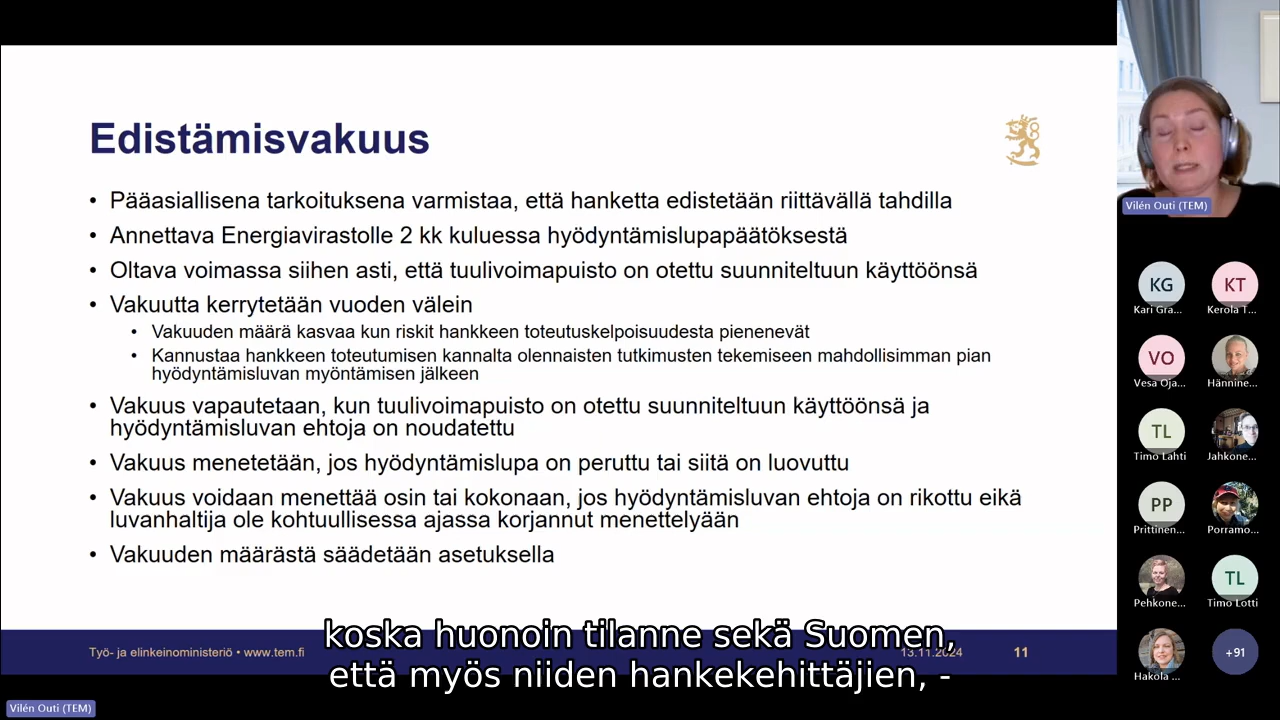 Edistämisvakuus
• Pääasiallisena tarkoituksena varmistaa, että hanketta edistetään riittävällä tahdilla
• Annettava Energiavirastolle 2 kk kuluessa hyödyntämislupapäätöksestä
• Oltava voimassa siihen asti, että tuulivoimapuisto on otettu suunniteltuun käyttöönsä
• Vakuutta kerrytetään vuoden välein
• Vakuuden määrä kasvaa kun riskit hankkeen toteutuskelpoisuudesta pienenevät
• Kannustaa hankkeen toteutumisen kannalta olennaisten tutkimusten tekemiseen mahdollisimman pian
hyödyntämisluvan myöntämisen jälkeen
• Vakuus vapautetaan, kun tuulivoimapuisto on otettu suunniteltuun käyttöönsä ja
hyödyntämisluvan ehtoja on noudatettu
• Vakuus menetetään, jos hyödyntämislupa on peruttu tai siitä on luovuttu
• Vakuus voidaan menettää osin tai kokonaan, jos hyödyntämisluvan ehtoja on rikottu eikä
luvanhaltija ole kohtuullisessa ajassa korjannut menettelyään
• Vakuuden määrästä säädetään asetuksella
Työ- ja elinkeinoministeriö • www.tem.fi
13.11.2024
11
koska huonoin tilanne sekä Suomen,
että myös niiden hankekehittäjien, -
Vilén Outi (TEM)
Vilén Outi (TEM)
KG
KT
Kari Gra...
Kerola T...
VO
Vesa Oja...
Hännine...
TL
Timo Lahti
Jahkone...
PP
Prittinen...
Porramo...
TL
Pehkone...
Timo Lotti
+91
Hakola ...